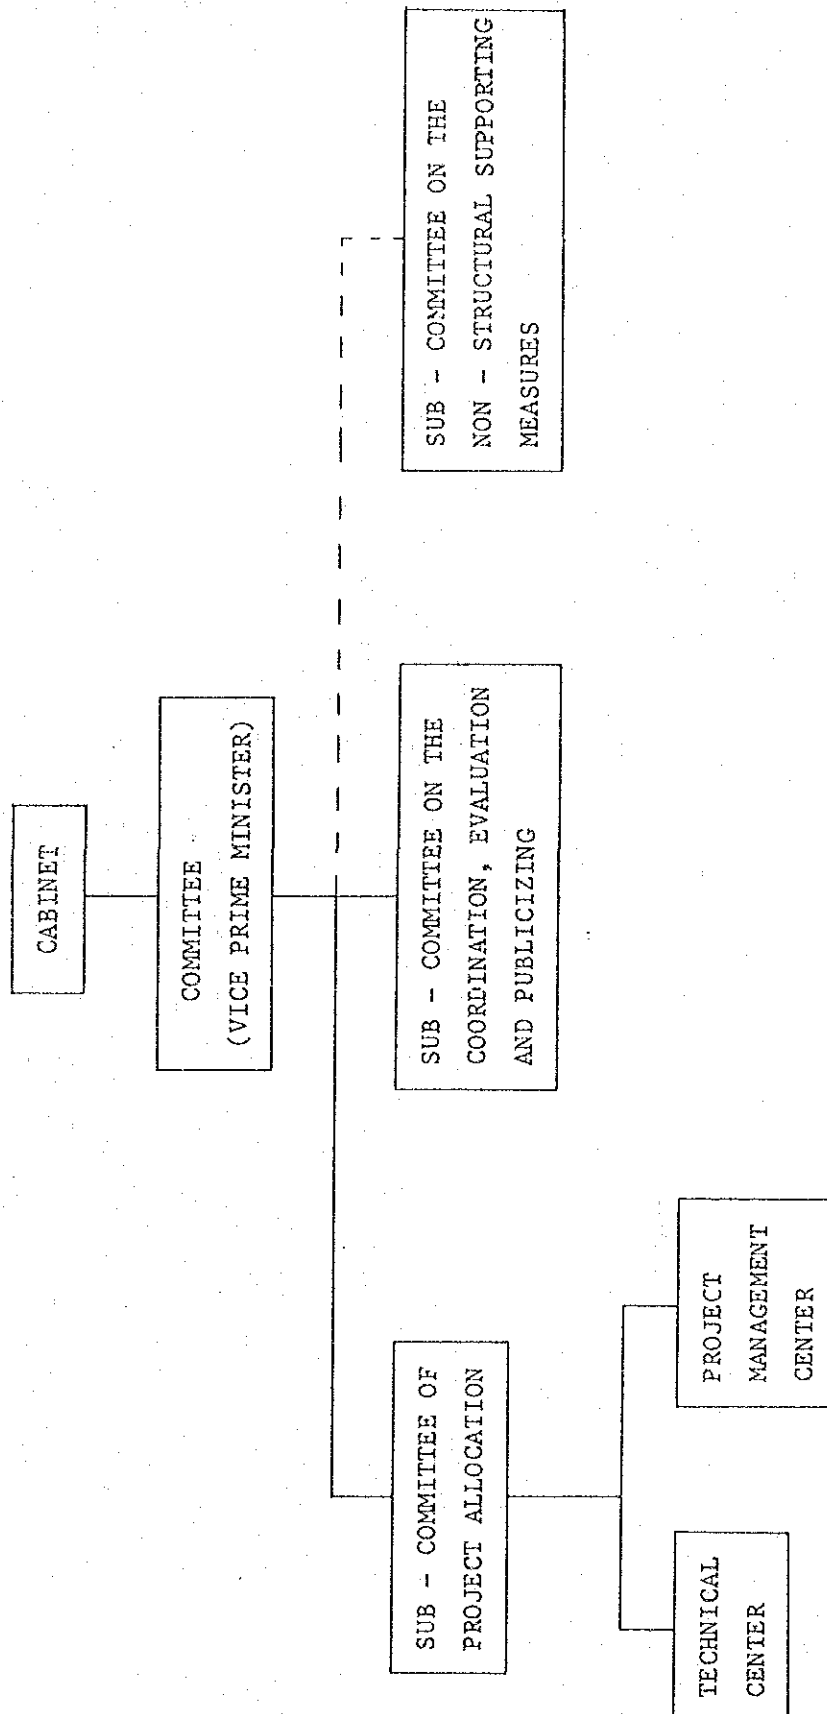 CABINET
COMMITTEE
(VICE PRIME MINISTER)
SUB - COMMITTEE OF
PROJECT ALLOCATION
SUB - COMMITTEE ON THE
COORDINATION, EVALUATION
AND PUBLICIZING
SUB - COMMITTEE ON THE
NON - STRUCTURAL SUPPORTING
MEASURES
TECHNICAL
CENTER
PROJECT
MANAGEMENT
CENTER